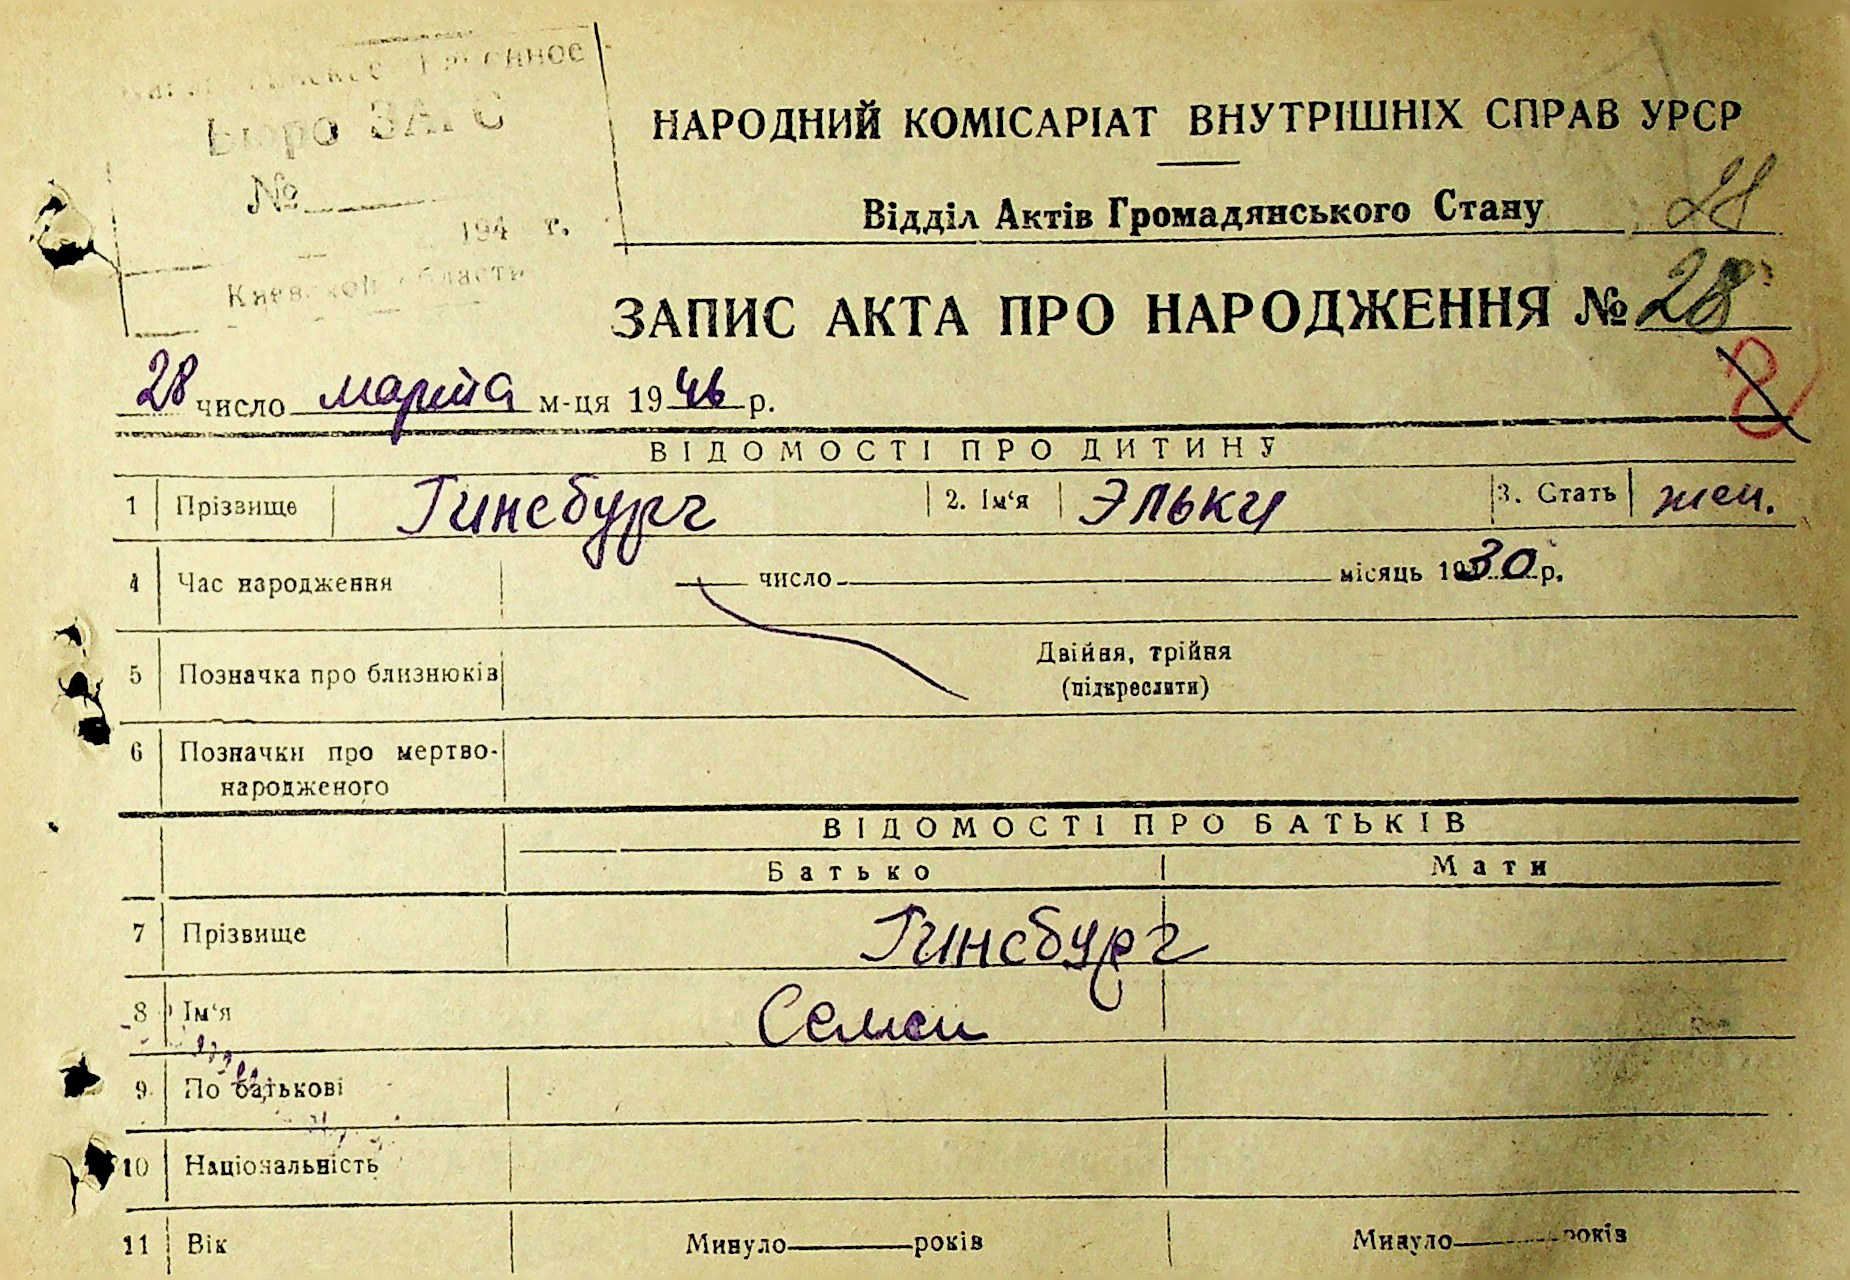 Бюро ЗАГС
№
194 г.
Киевской области
НАРОДНИЙ КОМІСАРІАТ ВНУТРІШНІХ СПРАВ УРСР
Відділ Актів Громадянського Стану 28
ЗАПИС АКТА ПРО НАРОДЖЕННЯ № 28
28 число марта м-ця 1946 р.
8
ВІДОМОСТІ ПРО ДИТИНУ
1 Прізвище Гинсбург 2. Ім'я Эльки 3. Стать жен.
4 Час народження число місяць 1930 р.
5 Позначка про близнюків Двійня, трійня
(підкреслити)
6 Позначки про мертво-
народженого
ВІДОМОСТІ ПРО БАТЬКІВ
Батько Мати
7 Прізвище Гинсбург
8 Ім'я Семен
9 По батькові
10 Національність
11 Вік Минуло років Минуло років